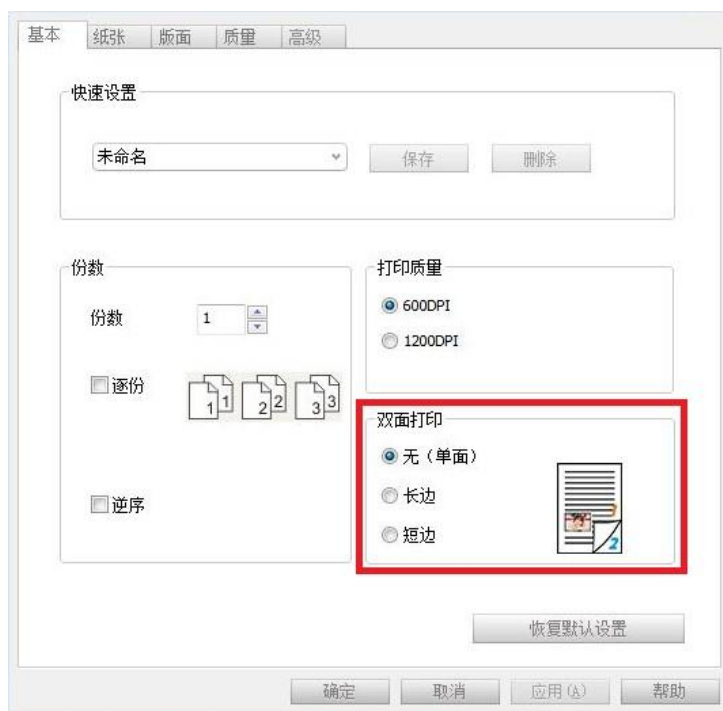 基本 纸张 版面 质量 高级
快速设置
未命名 保存 删除
份数
份数 1
逐份 1 1 2 2 3 3
逆序
打印质量
600DPI
1200DPI
双面打印
无（单面）
长边
短边
1
2
恢复默认设置
确定 取消 应用(A) 帮助